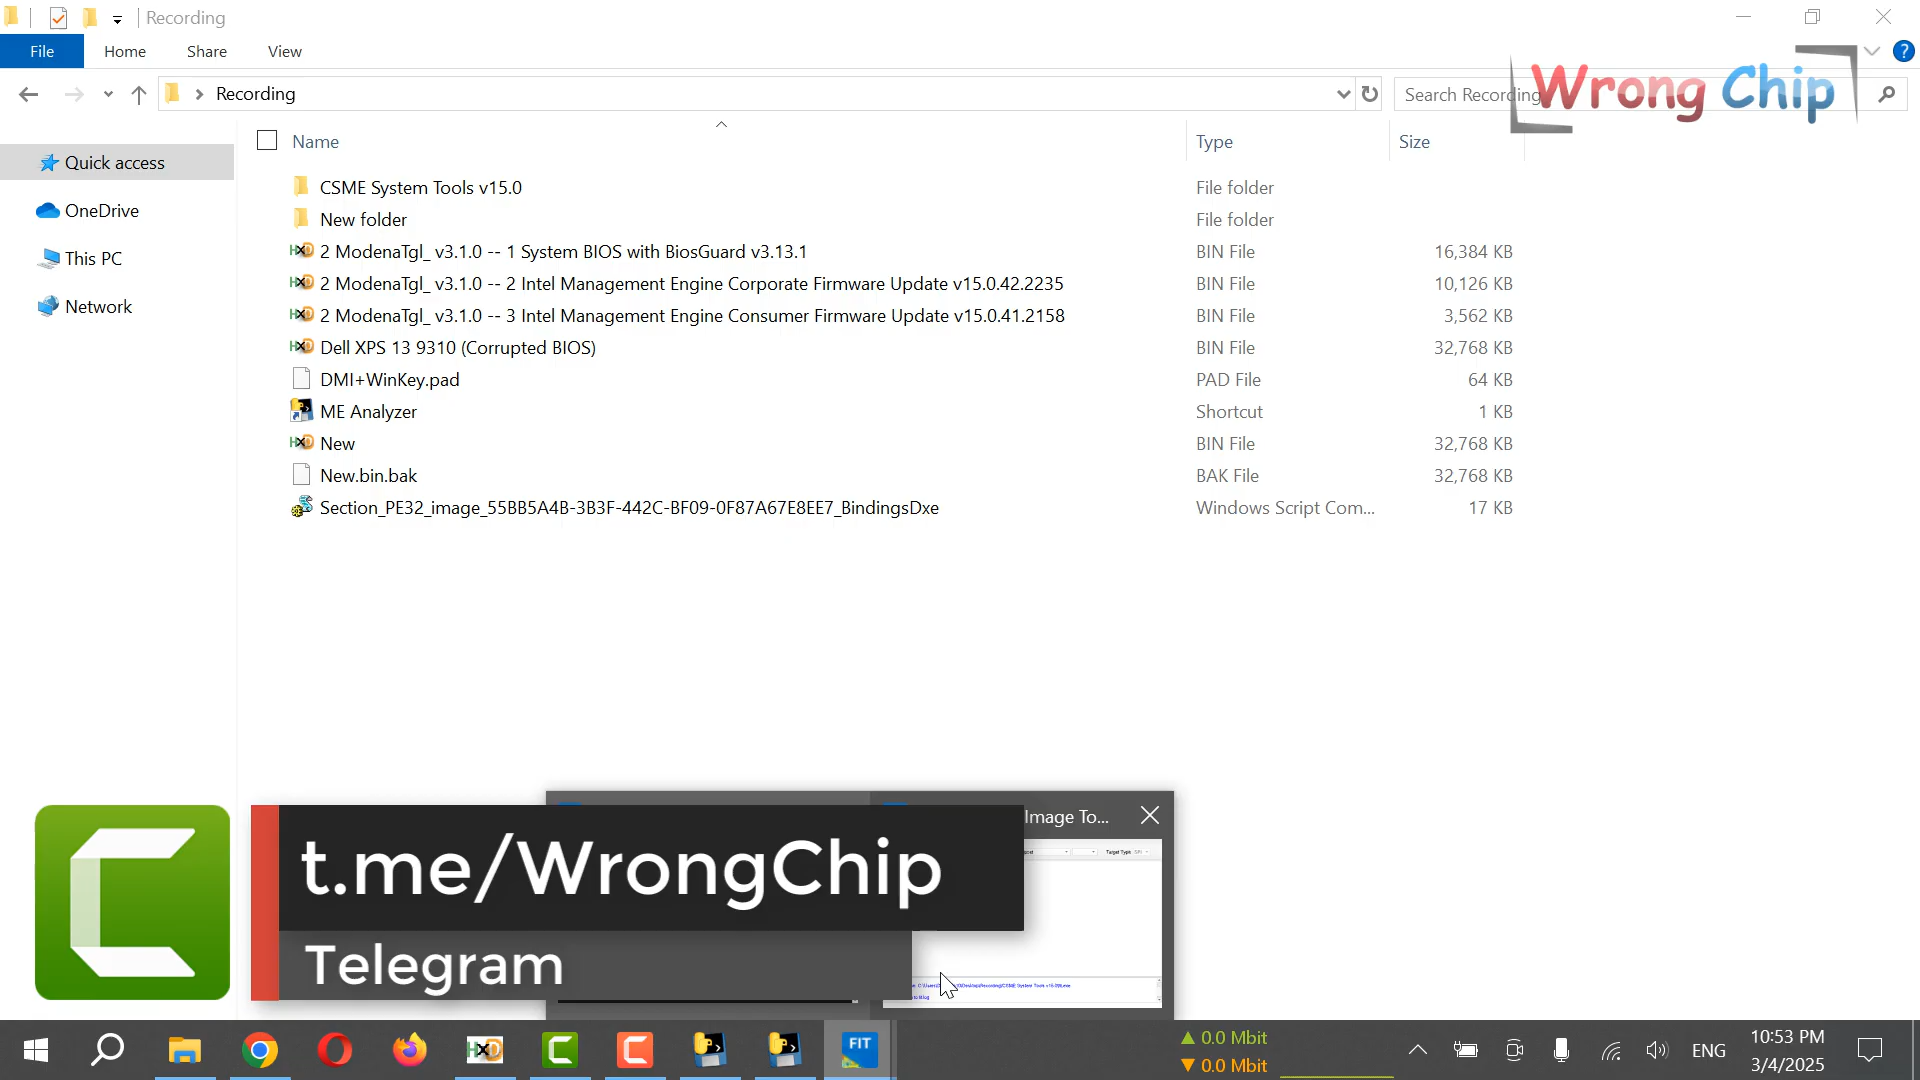 Recording
File
Home
Share
View
Recording
Search Recording
Wrong Chip
Name
Type
Size
Quick access
OneDrive
This PC
Network
CSME System Tools v15.0
File folder
New folder
File folder
2 ModenaTgl_ v3.1.0 -- 1 System BIOS with BiosGuard v3.13.1
BIN File
16,384 KB
2 ModenaTgl_ v3.1.0 -- 2 Intel Management Engine Corporate Firmware Update v15.0.42.2235
BIN File
10,126 KB
2 ModenaTgl_ v3.1.0 -- 3 Intel Management Engine Consumer Firmware Update v15.0.41.2158
BIN File
3,562 KB
Dell XPS 13 9310 (Corrupted BIOS)
BIN File
32,768 KB
DMI+WinKey.pad
PAD File
64 KB
ME Analyzer
Shortcut
1 KB
New
BIN File
32,768 KB
New.bin.bak
BAK File
32,768 KB
Section_PE32_image_55BB5A4B-3B3F-442C-BF09-0F87A67E8EE7_BindingsDxe
Windows Script Com...
17 KB
Image To...
Target Type
t.me/WrongChip
Telegram
FIT
0.0 Mbit
0.0 Mbit
ENG
10:53 PM
3/4/2025